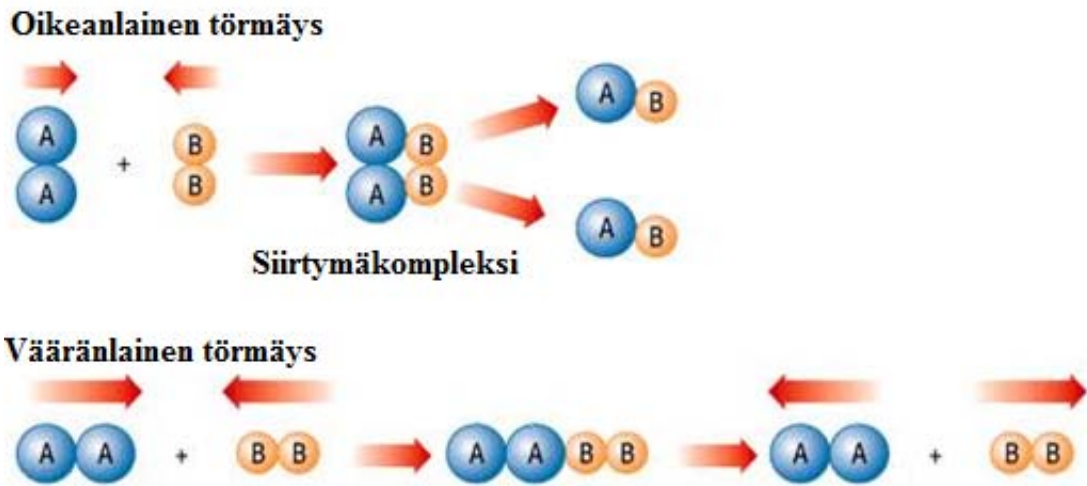 Oikeanlainen törmäys
A A + B B A B A B A B
A B
Siirtymäkompleksi
Vääränlainen törmäys
A A + B B A A B B A A + B B